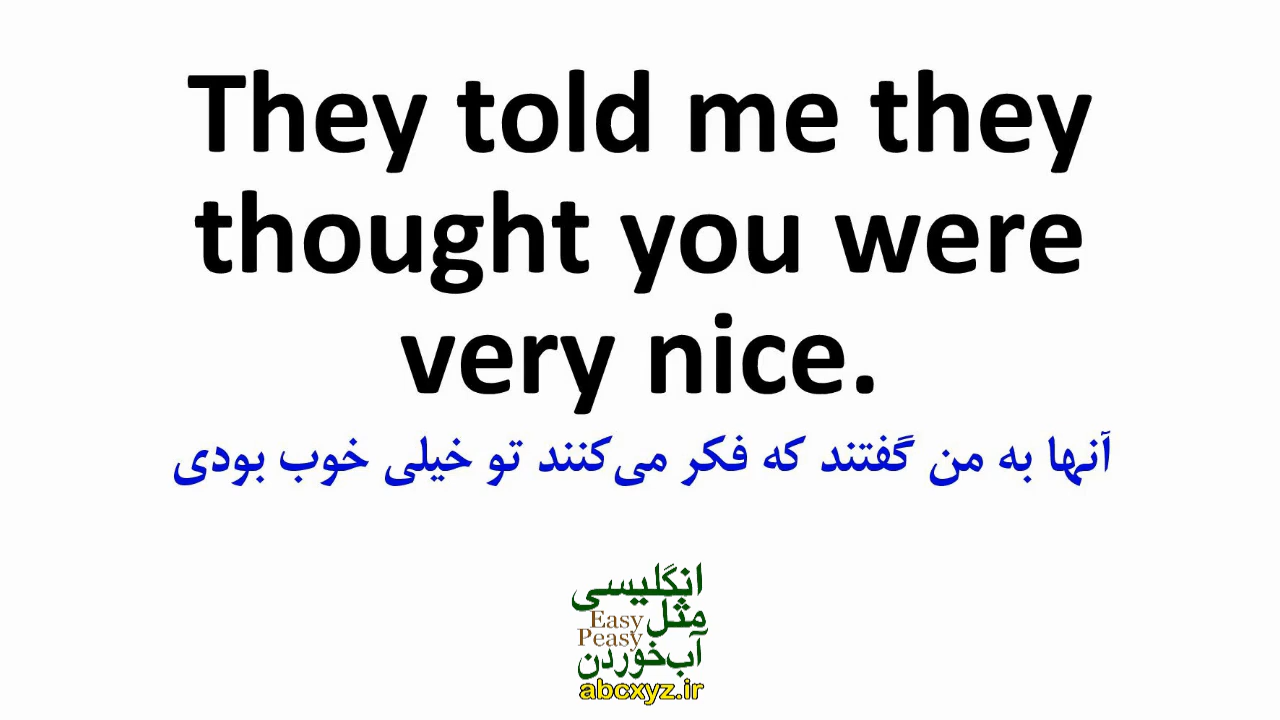 They told me they
thought you were
very nice.
آنها به من گفتند که فکر می‌کنند تو خیلی خوب بودی
انگلیسی
مثل
Easy
Peasy
آب‌خوردن
abcxyz.ir